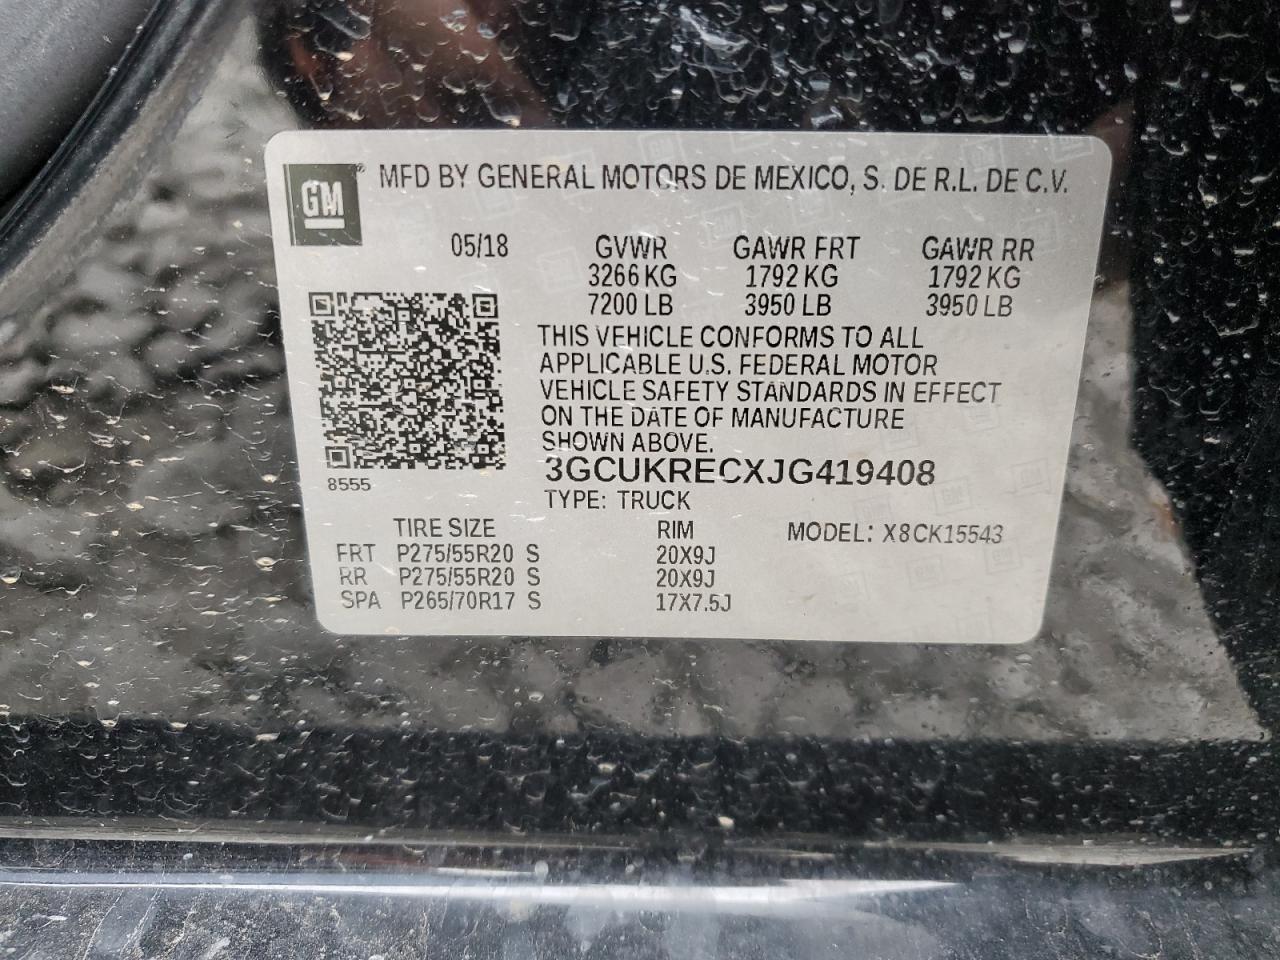 GM ® MFD BY GENERAL MOTORS DE MEXICO, S. DE R.L. DE C.V.
05/18 GVWR GAWR FRT GAWR RR
3266 KG 1792 KG 1792 KG
7200 LB 3950 LB 3950 LB
THIS VEHICLE CONFORMS TO ALL
APPLICABLE U.S. FEDERAL MOTOR
VEHICLE SAFETY STANDARDS IN EFFECT
ON THE DATE OF MANUFACTURE
SHOWN ABOVE.
3GCUKRECXJG419408
8555
TYPE: TRUCK
TIRE SIZE RIM MODEL: X8CK15543
FRT P275/55R20 S 20X9J
RR P275/55R20 S 20X9J
SPA P265/70R17 S 17X7.5J